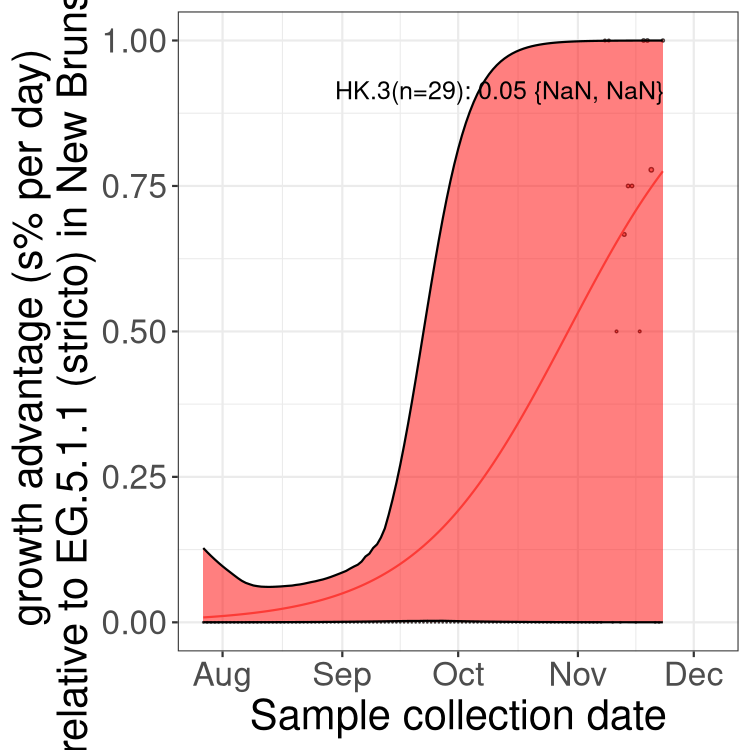 growth advantage (s% per day)
relative to EG.5.1.1 (stricto) in New Bruns
1.00
0.75
0.50
0.25
0.00
HK.3(n=29): 0.05 {NaN, NaN}
Aug Sep Oct Nov Dec
Sample collection date